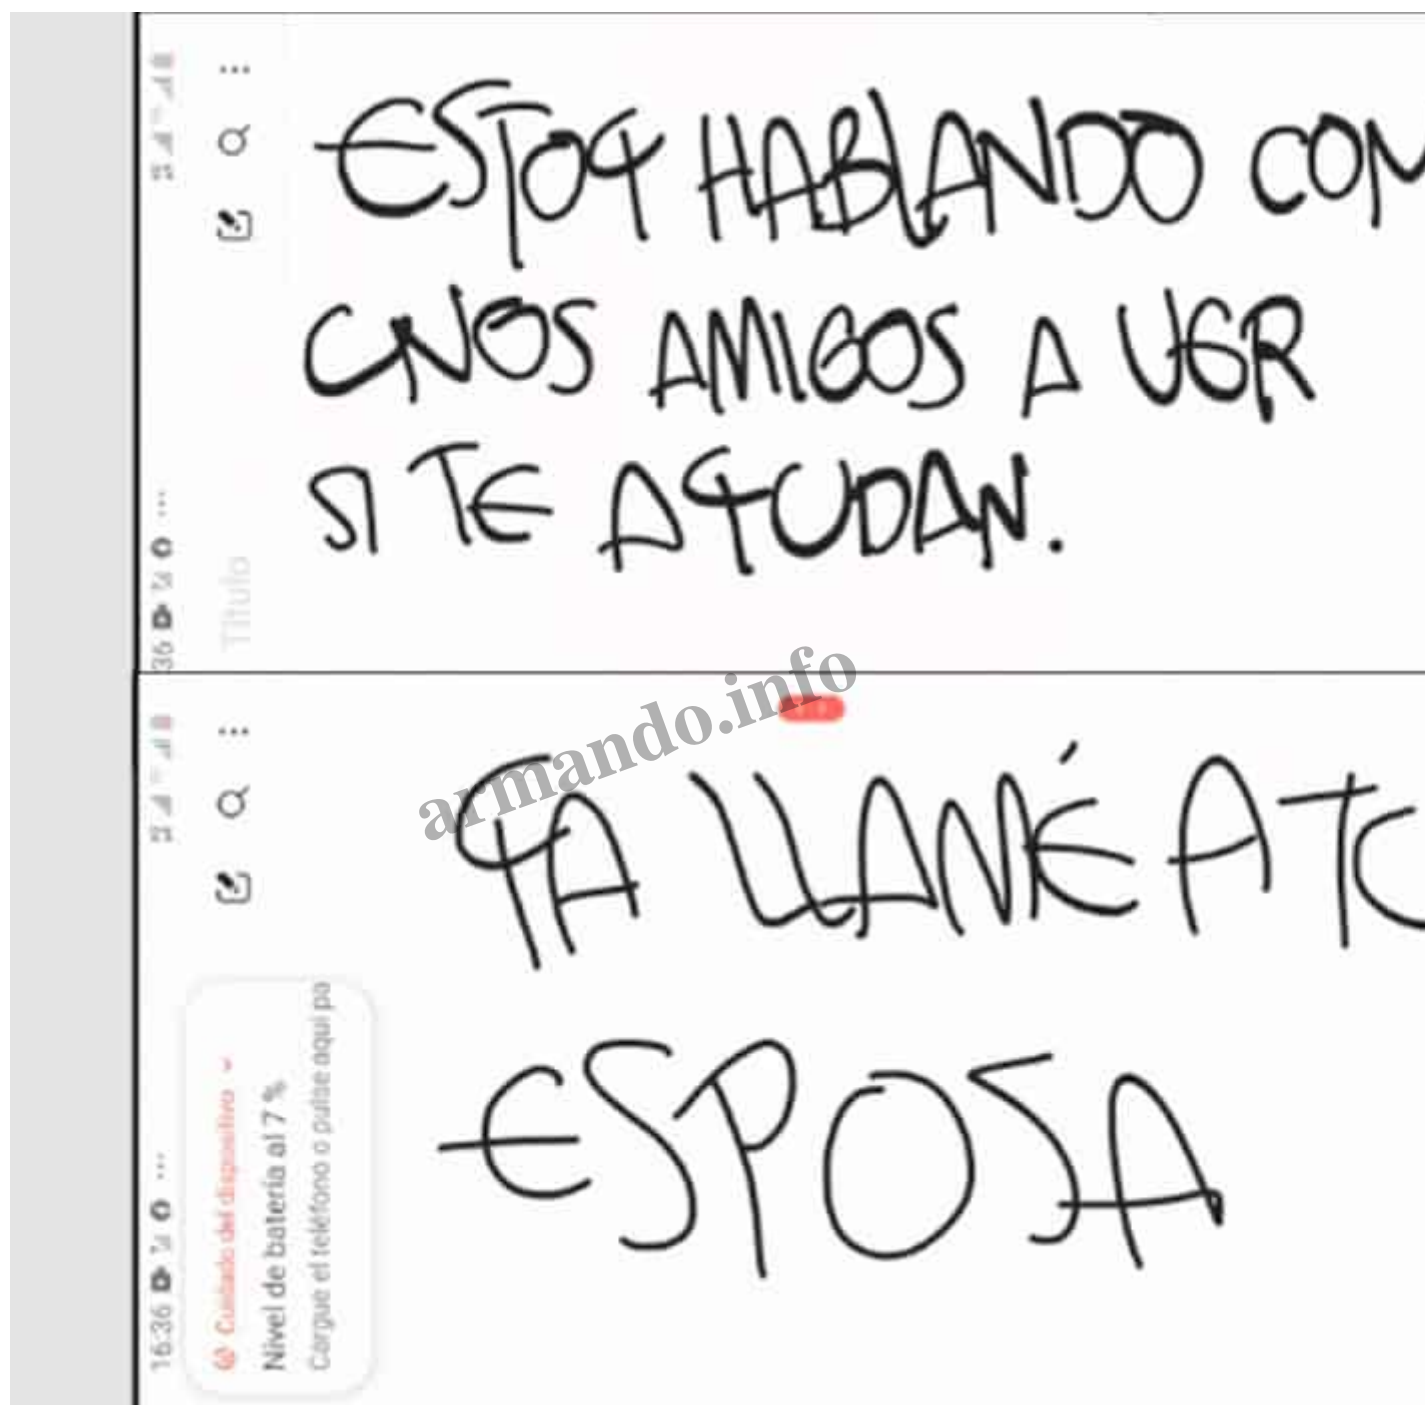 ESTOY HABLANDO CON
UNOS AMIGOS A VER
SI TE AYUDAN.
Título
36
armando.info
YA LLAMÉ A TU
ESPOSA
16:36
Cuidado del dispositivo
Nivel de batería al 7 %
Cargue el teléfono o pulse aquí pa